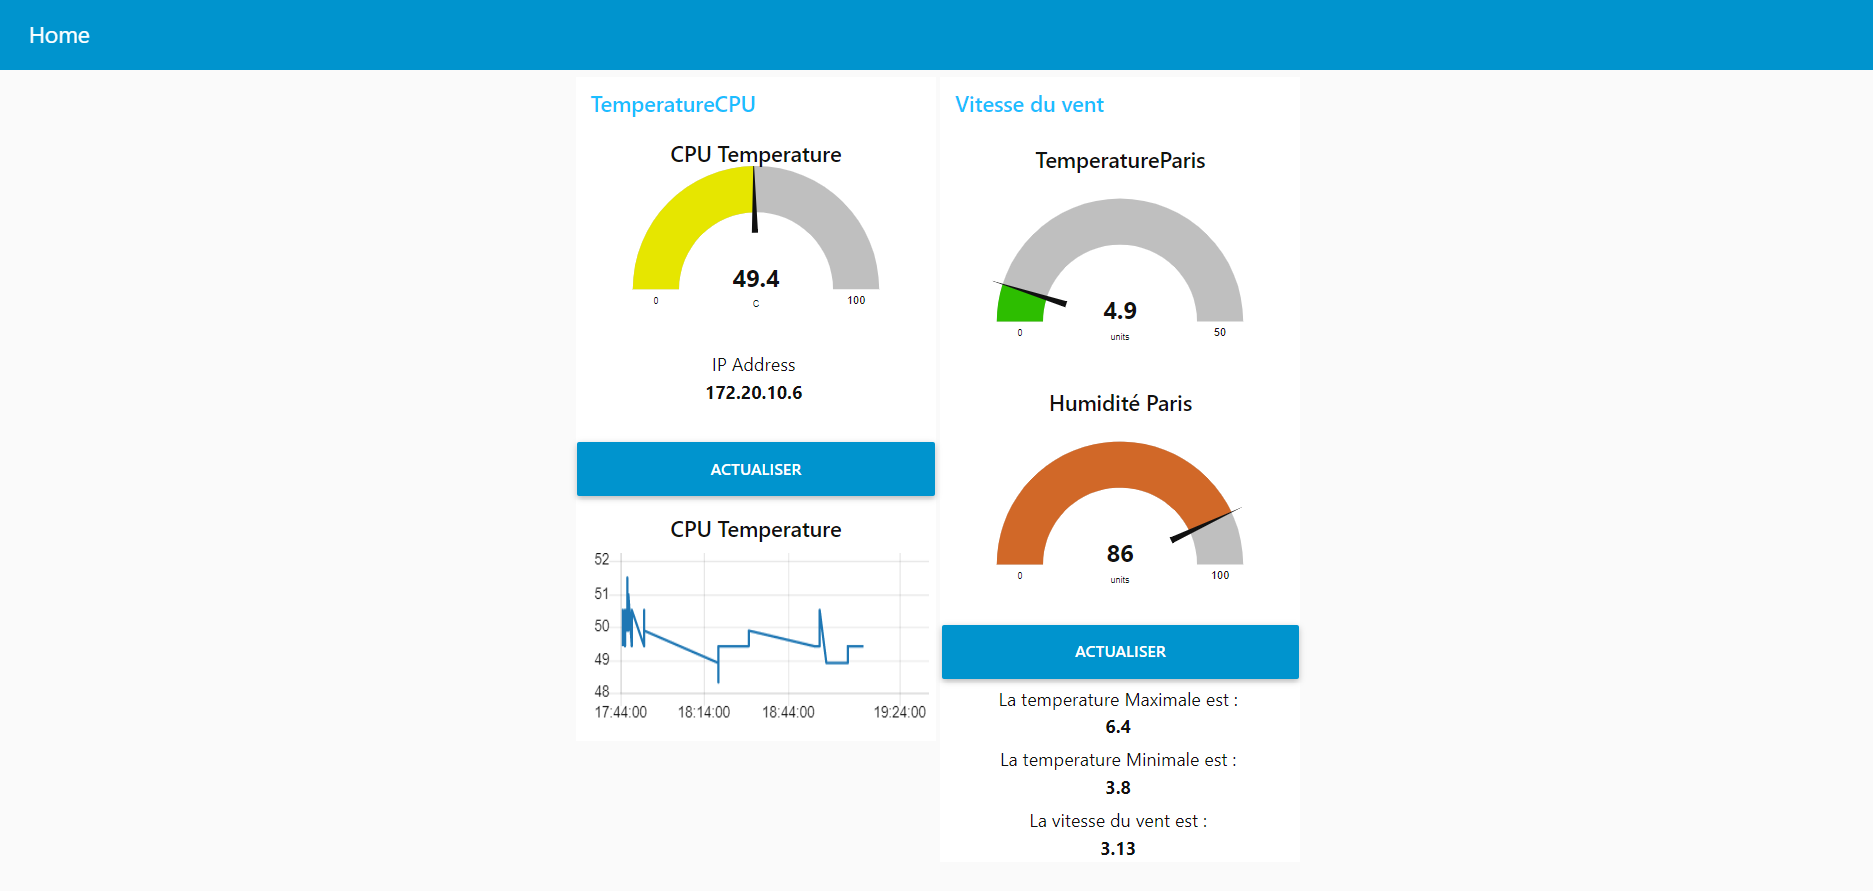 Home
TemperatureCPU
CPU Temperature
49.4
C
0
100
IP Address
172.20.10.6
ACTUALISER
CPU Temperature
52
51
50
49
48
17:44:00 18:14:00 18:44:00 19:24:00
Vitesse du vent
TemperatureParis
4.9
units
0
50
Humidité Paris
86
units
0
100
ACTUALISER
La temperature Maximale est :
6.4
La temperature Minimale est :
3.8
La vitesse du vent est :
3.13